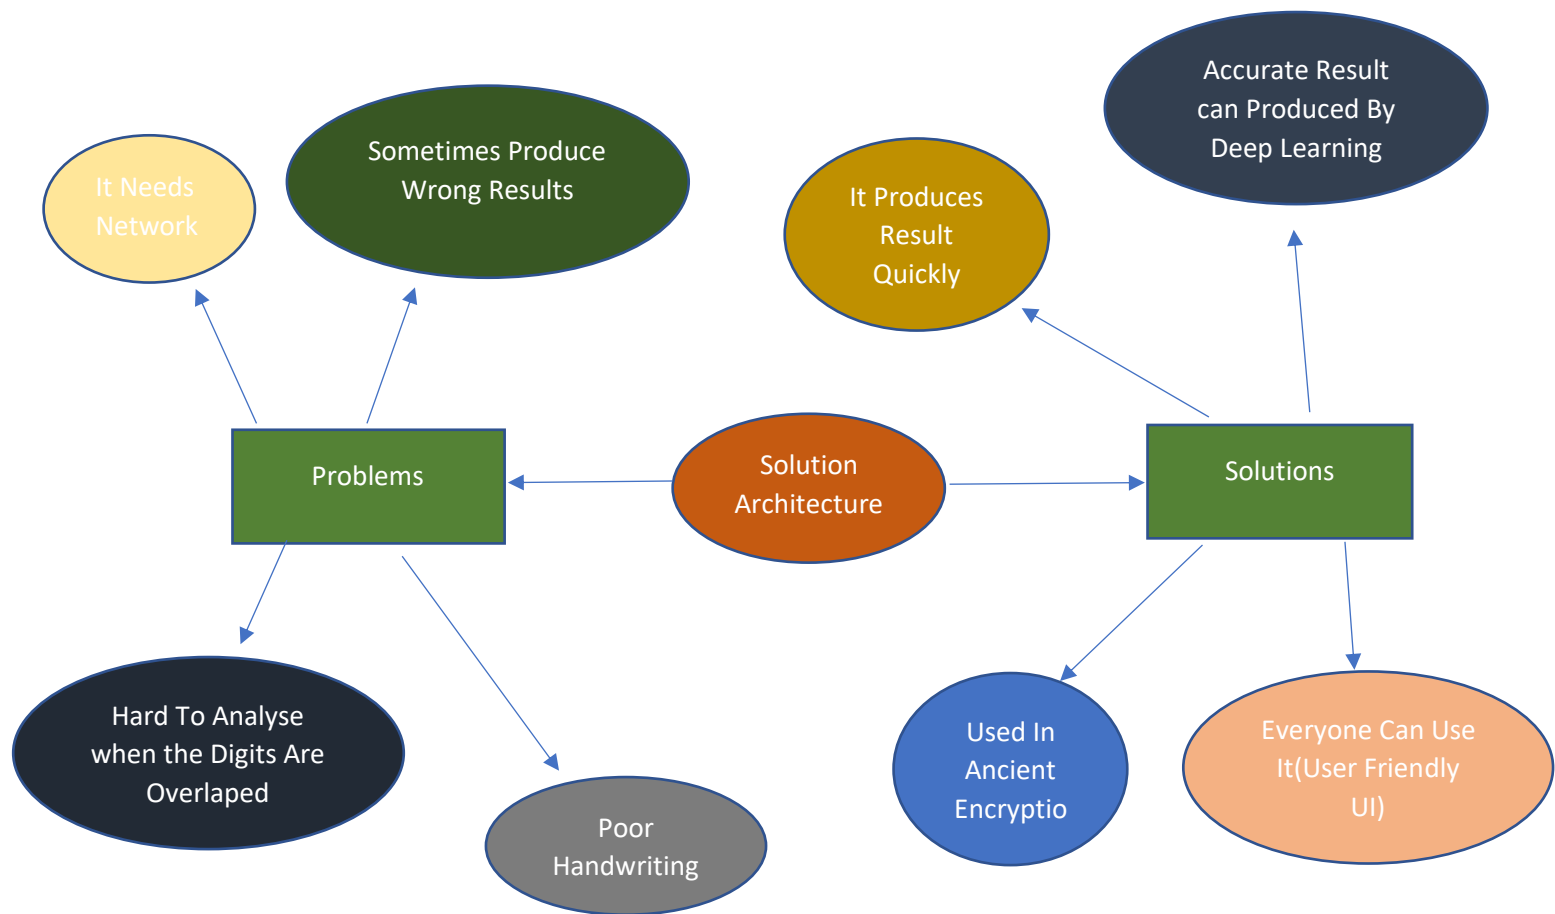 Accurate Result
can Produced By
Deep Learning
Sometimes Produce
Wrong Results
It Needs
Network
It Produces
Result
Quickly
Problems
Solution
Architecture
Solutions
Hard To Analyse
when the Digits Are
Overlaped
Poor
Handwriting
Used In
Ancient
Encryptio
Everyone Can Use
It(User Friendly
UI)